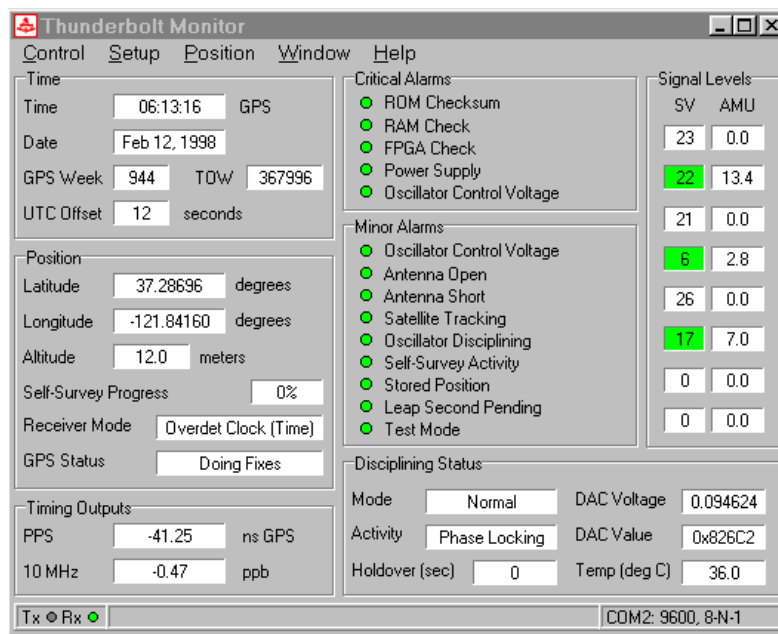 Thunderbolt Monitor
Control Setup Position Window Help
Time
Time 06:13:16 GPS
Date Feb 12, 1998
GPS Week 944 TOW 367996
UTC Offset 12 seconds
Position
Latitude 37.28696 degrees
Longitude -121.84160 degrees
Altitude 12.0 meters
Self-Survey Progress 0%
Receiver Mode Overdet Clock (Time)
GPS Status Doing Fixes
Timing Outputs
PPS -41.25 ns GPS
10 MHz -0.47 ppb
Critical Alarms
ROM Checksum
RAM Check
FPGA Check
Power Supply
Oscillator Control Voltage
Minor Alarms
Oscillator Control Voltage
Antenna Open
Antenna Short
Satellite Tracking
Oscillator Disciplining
Self-Survey Activity
Stored Position
Leap Second Pending
Test Mode
Signal Levels
SV AMU
23 0.0
22 13.4
21 0.0
6 2.8
26 0.0
17 7.0
0 0.0
0 0.0
Disciplining Status
Mode Normal DAC Voltage 0.094624
Activity Phase Locking DAC Value 0x826C2
Holdover (sec) 0 Temp (deg C) 36.0
Tx Rx COM2: 9600, 8-N-1